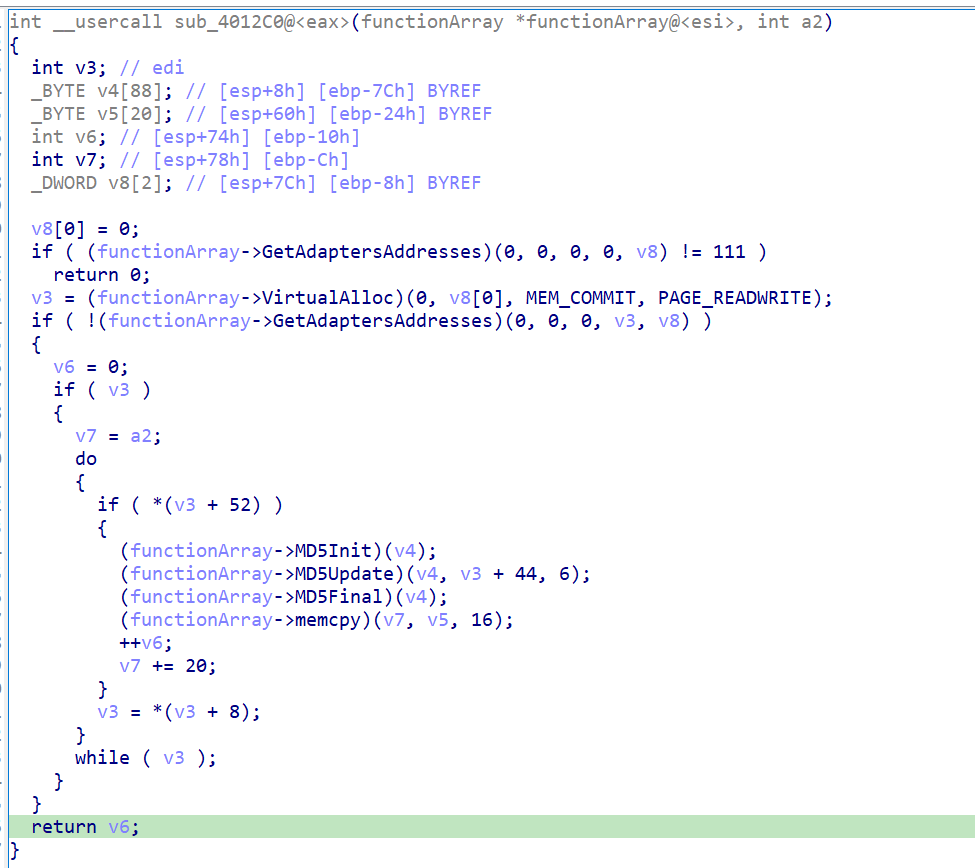 int __usercall sub_4012C0@<eax>(functionArray *functionArray@<esi>, int a2)
{
  int v3; // edi
  _BYTE v4[88]; // [esp+8h] [ebp-7Ch] BYREF
  _BYTE v5[20]; // [esp+60h] [ebp-24h] BYREF
  int v6; // [esp+74h] [ebp-10h]
  int v7; // [esp+78h] [ebp-Ch]
  _DWORD v8[2]; // [esp+7Ch] [ebp-8h] BYREF

  v8[0] = 0;
  if ( (functionArray->GetAdaptersAddresses)(0, 0, 0, 0, v8) != 111 )
    return 0;
  v3 = (functionArray->VirtualAlloc)(0, v8[0], MEM_COMMIT, PAGE_READWRITE);
  if ( !(functionArray->GetAdaptersAddresses)(0, 0, 0, v3, v8) )
  {
    v6 = 0;
    if ( v3 )
    {
      v7 = a2;
      do
      {
        if ( *(v3 + 52) )
        {
          (functionArray->MD5Init)(v4);
          (functionArray->MD5Update)(v4, v3 + 44, 6);
          (functionArray->MD5Final)(v4);
          (functionArray->memcpy)(v7, v5, 16);
          ++v6;
          v7 += 20;
        }
        v3 = *(v3 + 8);
      }
      while ( v3 );
    }
  }
  return v6;
}